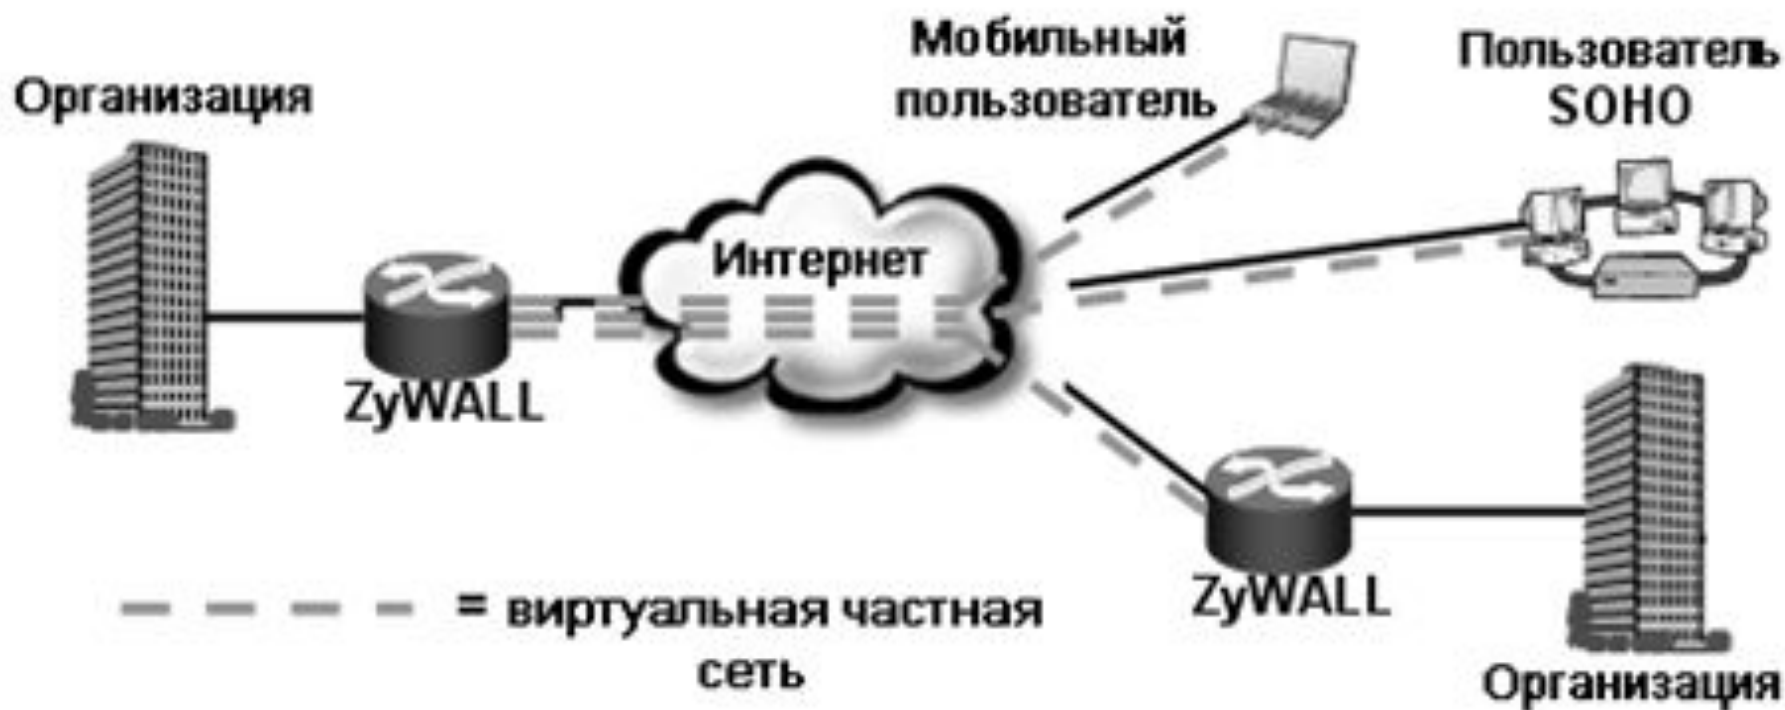 Организация
Мобильный
пользователь
Пользователь
SOHO
Интернет
ZyWALL
ZyWALL
= виртуальная частная
сеть
Организация